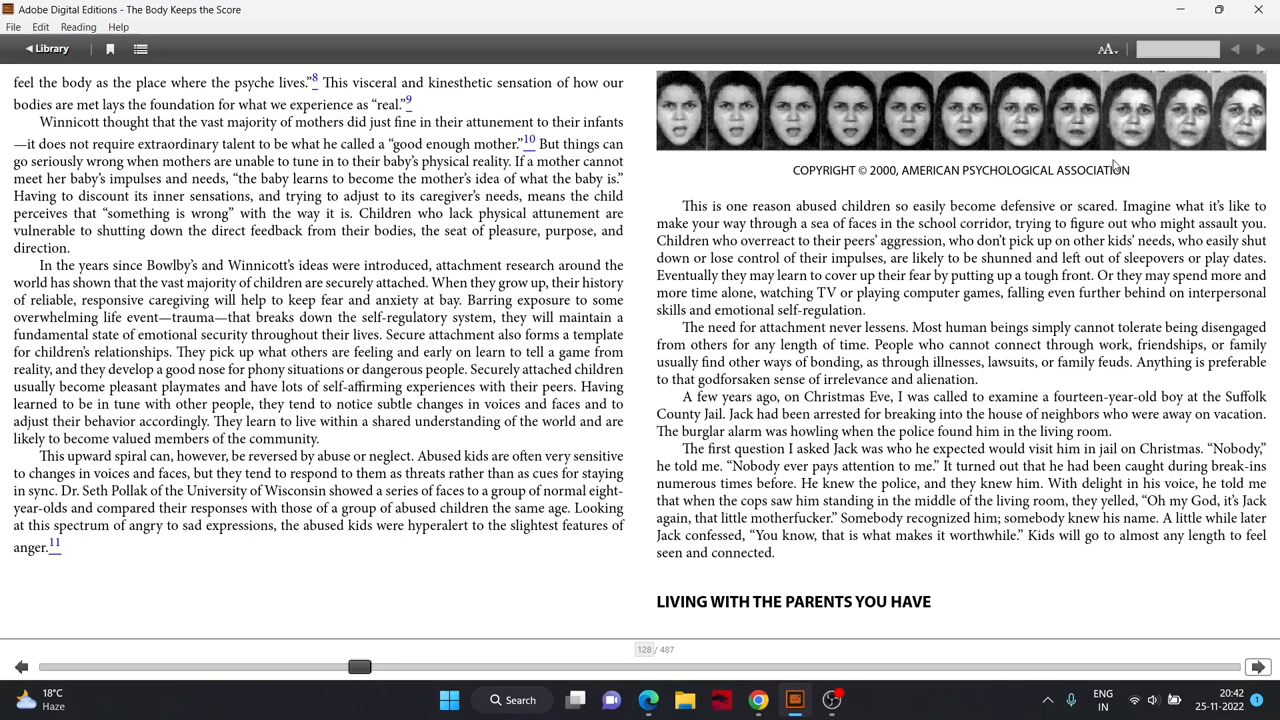 Adobe Digital Editions - The Body Keeps the Score
File Edit Reading Help
Library
AA
feel the body as the place where the psyche lives.”8 This visceral and kinesthetic sensation of how our
bodies are met lays the foundation for what we experience as “real.”9
Winnicott thought that the vast majority of mothers did just fine in their attunement to their infants
—it does not require extraordinary talent to be what he called a “good enough mother.”10 But things can
go seriously wrong when mothers are unable to tune in to their baby’s physical reality. If a mother cannot
meet her baby’s impulses and needs, “the baby learns to become the mother’s idea of what the baby is.”
Having to discount its inner sensations, and trying to adjust to its caregiver’s needs, means the child
perceives that “something is wrong” with the way it is. Children who lack physical attunement are
vulnerable to shutting down the direct feedback from their bodies, the seat of pleasure, purpose, and
direction.
In the years since Bowlby’s and Winnicott’s ideas were introduced, attachment research around the
world has shown that the vast majority of children are securely attached. When they grow up, their history
of reliable, responsive caregiving will help to keep fear and anxiety at bay. Barring exposure to some
overwhelming life event—trauma—that breaks down the self-regulatory system, they will maintain a
fundamental state of emotional security throughout their lives. Secure attachment also forms a template
for children’s relationships. They pick up what others are feeling and early on learn to tell a game from
reality, and they develop a good nose for phony situations or dangerous people. Securely attached children
usually become pleasant playmates and have lots of self-affirming experiences with their peers. Having
learned to be in tune with other people, they tend to notice subtle changes in voices and faces and to
adjust their behavior accordingly. They learn to live within a shared understanding of the world and are
likely to become valued members of the community.
This upward spiral can, however, be reversed by abuse or neglect. Abused kids are often very sensitive
to changes in voices and faces, but they tend to respond to them as threats rather than as cues for staying
in sync. Dr. Seth Pollak of the University of Wisconsin showed a series of faces to a group of normal eight-
year-olds and compared their responses with those of a group of abused children the same age. Looking
at this spectrum of angry to sad expressions, the abused kids were hyperalert to the slightest features of
anger.11
COPYRIGHT © 2000, AMERICAN PSYCHOLOGICAL ASSOCIATION
This is one reason abused children so easily become defensive or scared. Imagine what it’s like to
make your way through a sea of faces in the school corridor, trying to figure out who might assault you.
Children who overreact to their peers’ aggression, who don’t pick up on other kids’ needs, who easily shut
down or lose control of their impulses, are likely to be shunned and left out of sleepovers or play dates.
Eventually they may learn to cover up their fear by putting up a tough front. Or they may spend more and
more time alone, watching TV or playing computer games, falling even further behind on interpersonal
skills and emotional self-regulation.
The need for attachment never lessens. Most human beings simply cannot tolerate being disengaged
from others for any length of time. People who cannot connect through work, friendships, or family
usually find other ways of bonding, as through illnesses, lawsuits, or family feuds. Anything is preferable
to that godforsaken sense of irrelevance and alienation.
A few years ago, on Christmas Eve, I was called to examine a fourteen-year-old boy at the Suffolk
County Jail. Jack had been arrested for breaking into the house of neighbors who were away on vacation.
The burglar alarm was howling when the police found him in the living room.
The first question I asked Jack was who he expected would visit him in jail on Christmas. “Nobody,”
he told me. “Nobody ever pays attention to me.” It turned out that he had been caught during break-ins
numerous times before. He knew the police, and they knew him. With delight in his voice, he told me
that when the cops saw him standing in the middle of the living room, they yelled, “Oh my God, it’s Jack
again, that little motherfucker.” Somebody recognized him; somebody knew his name. A little while later
Jack confessed, “You know, that is what makes it worthwhile.” Kids will go to almost any length to feel
seen and connected.
LIVING WITH THE PARENTS YOU HAVE
128 / 487
18°C
Haze
Search
ENG
IN
20:42
25-11-2022
1